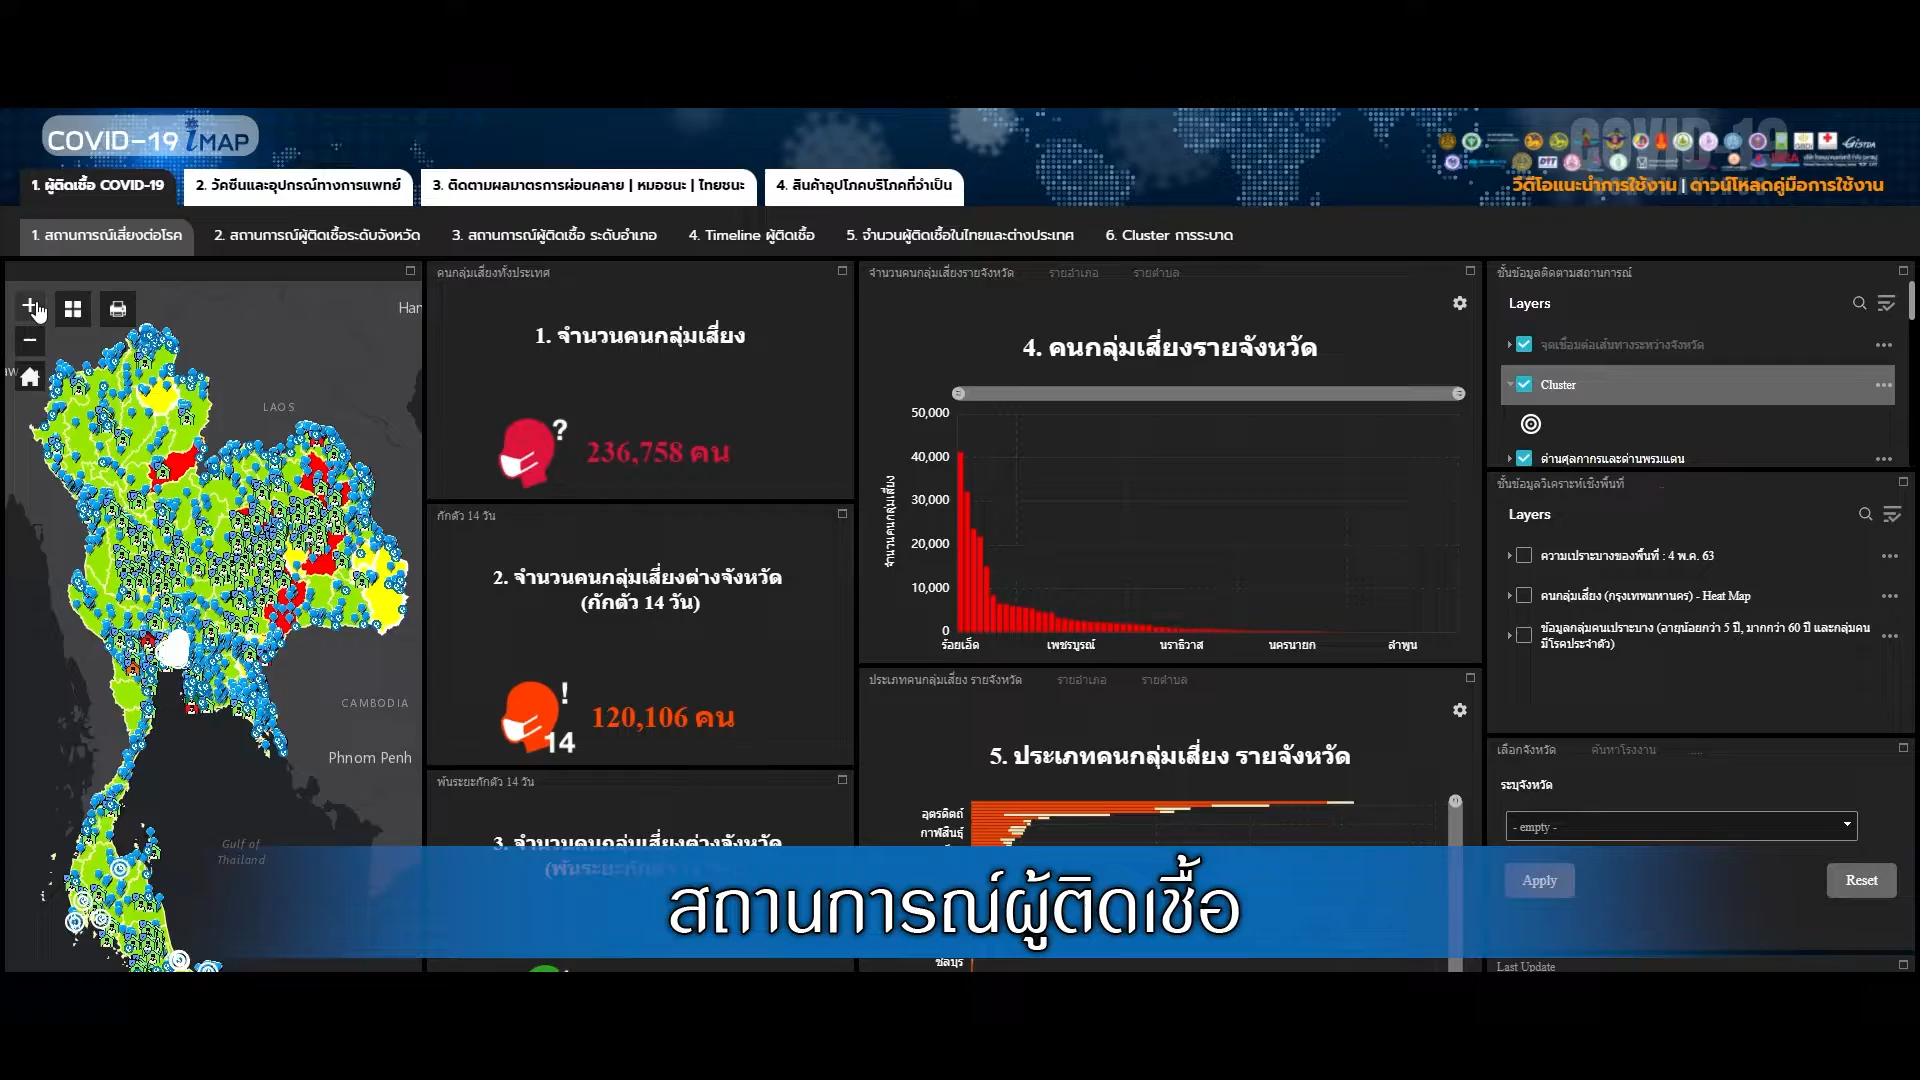 COVID-19 iMAP
1. ผู้ติดเชื้อ COVID-19
2. วัคซีนและอุปกรณ์ทางการแพทย์
3. ติดตามผลมาตรการผ่อนคลาย | หมอชนะ | ไทยชนะ
4. สินค้าอุปโภคบริโภคที่จำเป็น
COVID-19
วีดีโอแนะนำการใช้งาน | ดาวน์โหลดคู่มือการใช้งาน
1. สถานการณ์เสี่ยงต่อโรค
2. สถานการณ์ผู้ติดเชื้อระดับจังหวัด
3. สถานการณ์ผู้ติดเชื้อ ระดับอำเภอ
4. Timeline ผู้ติดเชื้อ
5. จำนวนผู้ติดเชื้อในไทยและต่างประเทศ
6. Cluster การระบาด
Han
LAOS
CAMBODIA
Phnom Penh
Gulf of
Thailand
คนกลุ่มเสี่ยงทั้งประเทศ
1. จำนวนคนกลุ่มเสี่ยง
?
236,758 คน
กักตัว 14 วัน
2. จำนวนคนกลุ่มเสี่ยงต่างจังหวัด
(กักตัว 14 วัน)
!
14
120,106 คน
พ้นระยะกักตัว 14 วัน
3. จำนวนคนกลุ่มเสี่ยงต่างจังหวัด
จำนวนคนกลุ่มเสี่ยงรายจังหวัด รายอำเภอ รายตำบล
4. คนกลุ่มเสี่ยงรายจังหวัด
จำนวนคนกลุ่มเสี่ยง
50,000
40,000
30,000
20,000
10,000
0
ร้อยเอ็ด เพชรบูรณ์ นราธิวาส นครนายก ลำพูน
ประเภทคนกลุ่มเสี่ยง รายจังหวัด รายอำเภอ รายตำบล
5. ประเภทคนกลุ่มเสี่ยง รายจังหวัด
อุตรดิตถ์
กาฬสินธุ์
ชลบุรี
ชั้นข้อมูลติดตามสถานการณ์
Layers
จุดเชื่อมต่อเส้นทางระหว่างจังหวัด
Cluster
ด่านศุลกากรและด่านพรมแดน
ชั้นข้อมูลวิเคราะห์เชิงพื้นที่
Layers
ความเปราะบางของพื้นที่ : 4 พ.ค. 63
คนกลุ่มเสี่ยง (กรุงเทพมหานคร) - Heat Map
ข้อมูลกลุ่มคนเปราะบาง (อายุน้อยกว่า 5 ปี, มากกว่า 60 ปี และกลุ่มคน
มีโรคประจำตัว)
เลือกจังหวัด ค้นหาโรงงาน .....
ระบุจังหวัด
- empty -
Apply
Reset
Last Update
สถานการณ์ผู้ติดเชื้อ